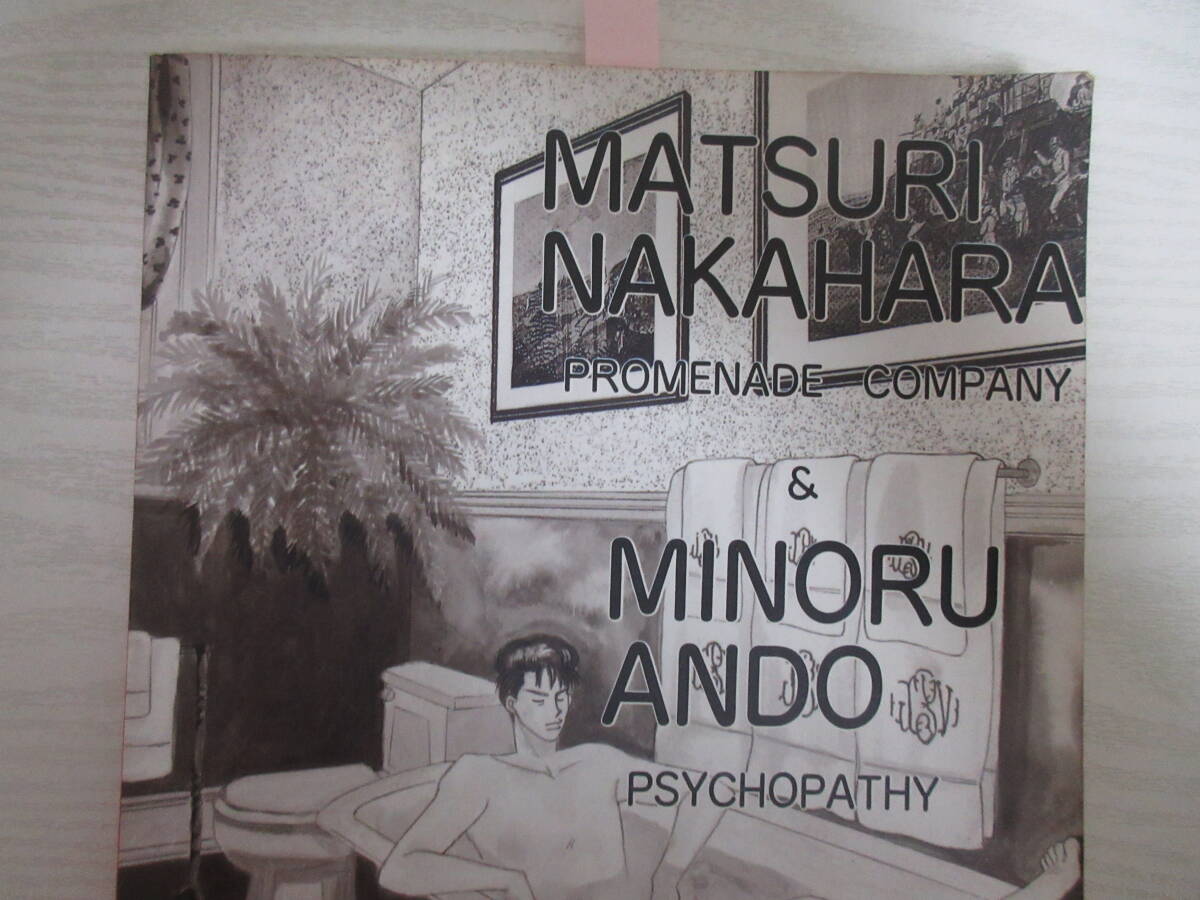 MATSURI
NAKAHARA
PROMENADE COMPANY
&
MINORU
ANDO
PSYCHOPATHY